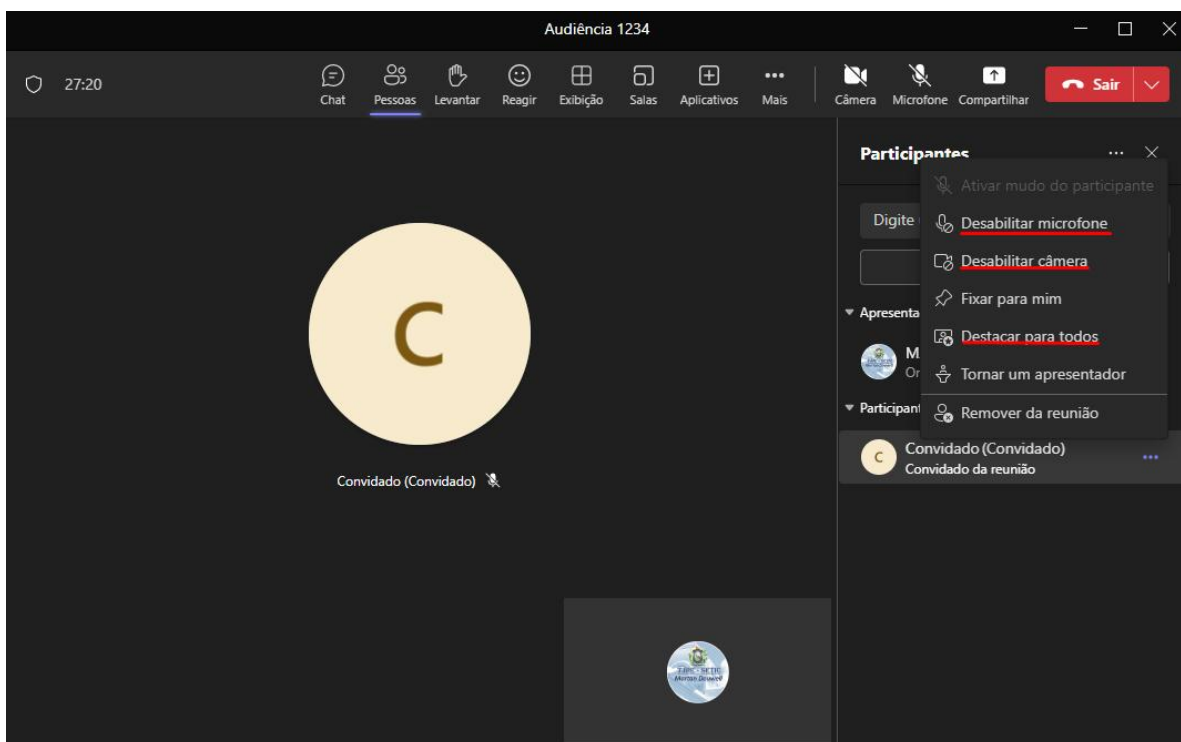 Audiência 1234
27:20
Chat
Pessoas
Levantar
Reagir
Exibição
Salas
Aplicativos
Mais
Câmera
Microfone
Compartilhar
Sair
Participantes
Ativar mudo do participante
Digite
Desabilitar microfone
Desabilitar câmera
Fixar para mim
Apresenta
Destacar para todos
M
Or
Tornar um apresentador
Participant
Remover da reunião
C
C
Convidado (Convidado)
Convidado da reunião
Convidado (Convidado)